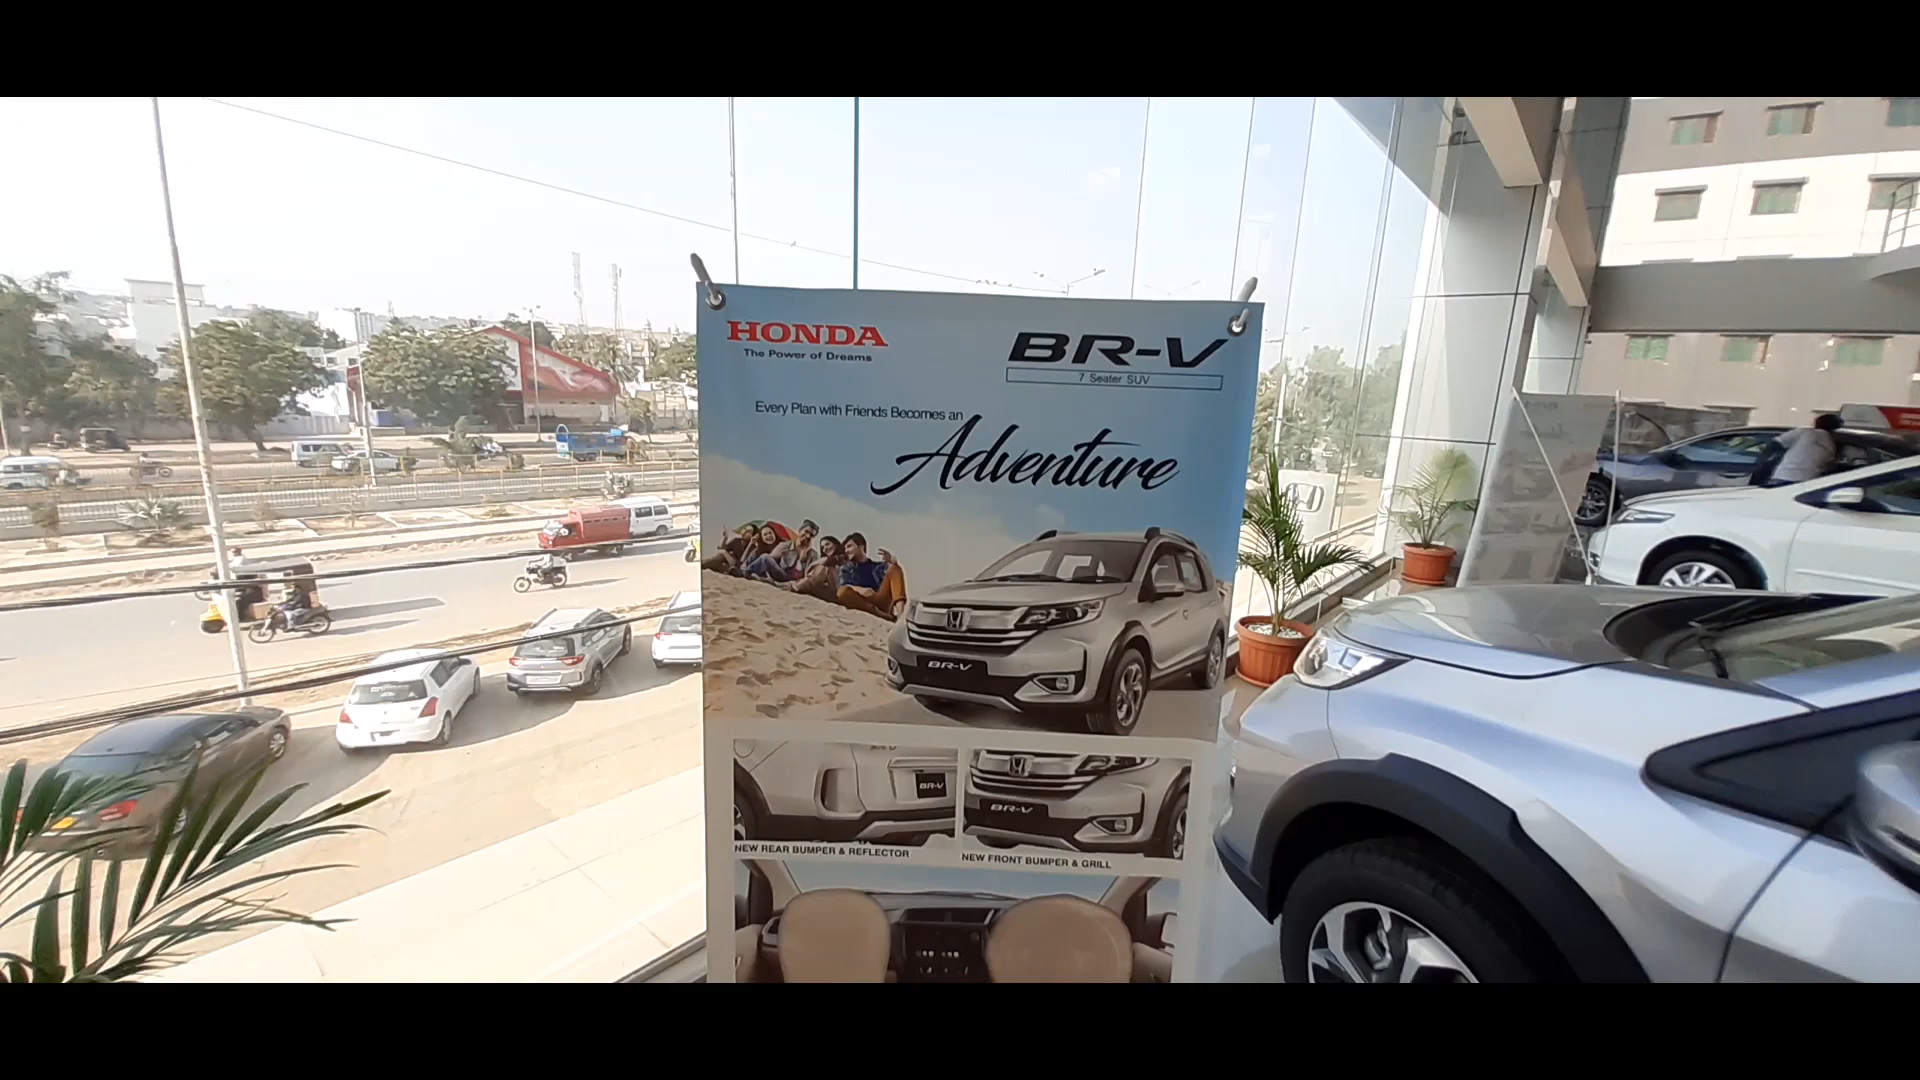 HONDA
The Power of Dreams
BR-V
7 Seater SUV
Every Plan with Friends Becomes an
Adventure
BR-V
BR-V
BR-V
NEW REAR BUMPER & REFLECTOR
NEW FRONT BUMPER & GRILL